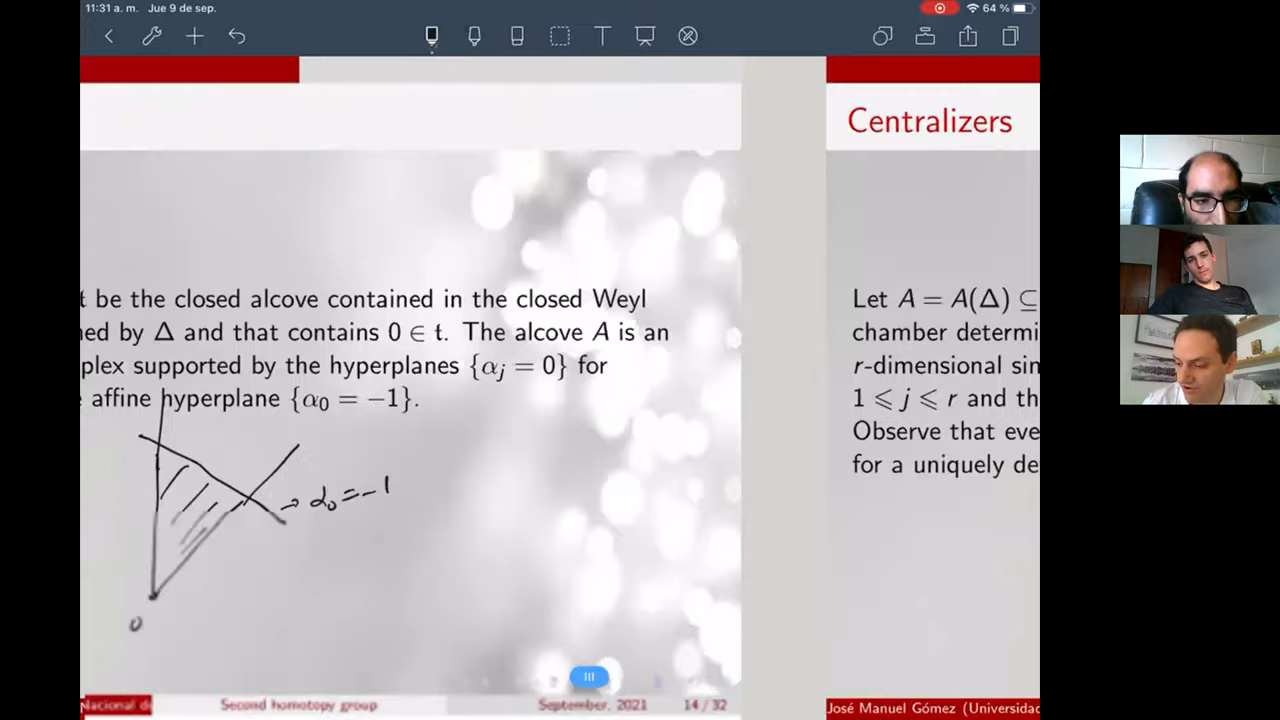 11:31 a. m. Jue 9 de sep.
64 %
t be the closed alcove contained in the closed Weyl
ned by Δ and that contains 0 ∈ t. The alcove A is an
plex supported by the hyperplanes {αj = 0} for
affine hyperplane {α0 = −1}.
→ α0 = −1
0
Nacional de
Second homotopy group
September, 2021
14 / 32
Centralizers
Let A = A(Δ) ⊆
chamber determi
r-dimensional sin
1 ⩽ j ⩽ r and th
Observe that eve
for a uniquely de
José Manuel Gómez (Universidad